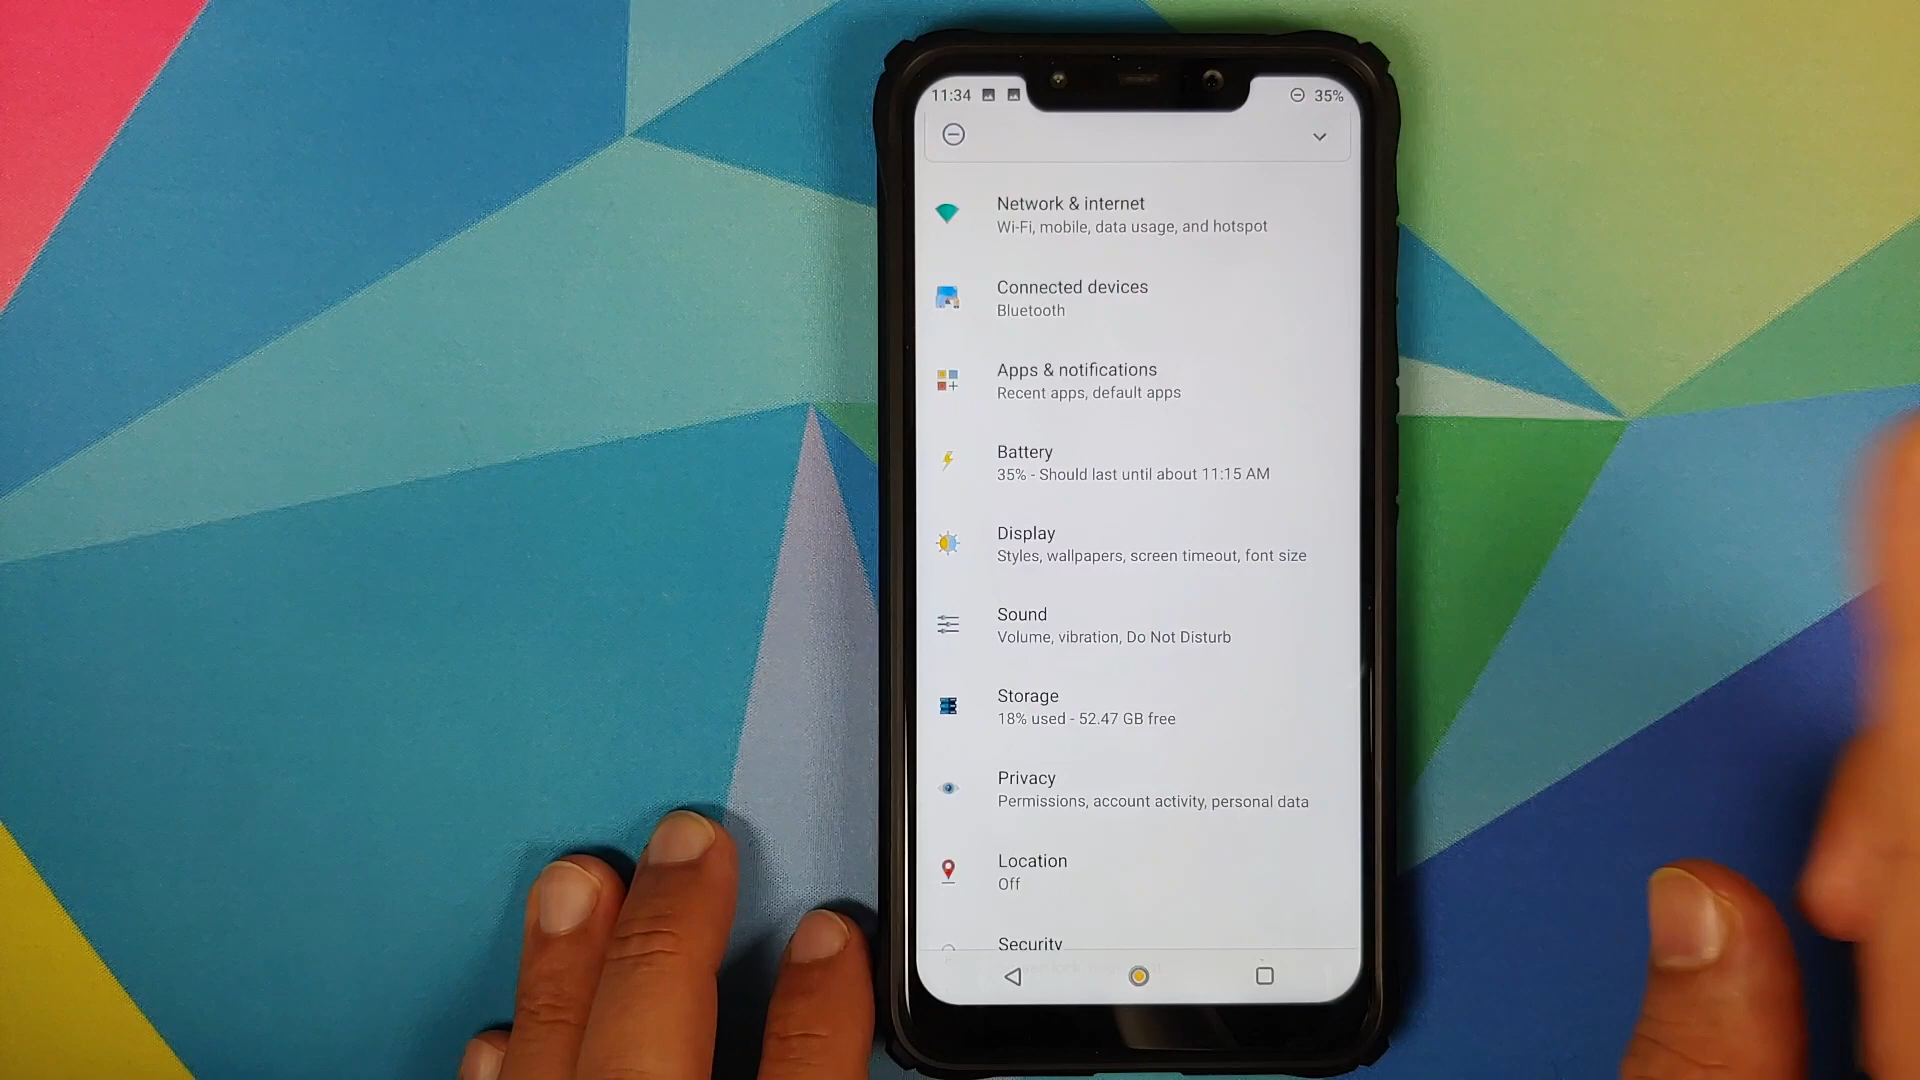 11:34 35%
Network & internet
Wi-Fi, mobile, data usage, and hotspot
Connected devices
Bluetooth
Apps & notifications
Recent apps, default apps
Battery
35% - Should last until about 11:15 AM
Display
Styles, wallpapers, screen timeout, font size
Sound
Volume, vibration, Do Not Disturb
Storage
18% used - 52.47 GB free
Privacy
Permissions, account activity, personal data
Location
Off
Security